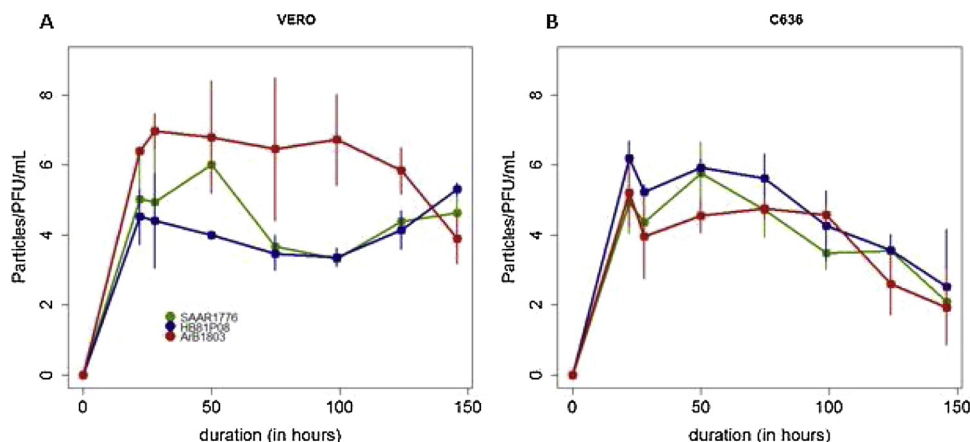 A
VERO
B
C636
Particles/PFU/mL
8
6
4
2
0
SAAR1776
HB81P08
ArB1803
0
50
100
150
duration (in hours)
Particles/PFU/mL
8
6
4
2
0
0
50
100
150
duration (in hours)